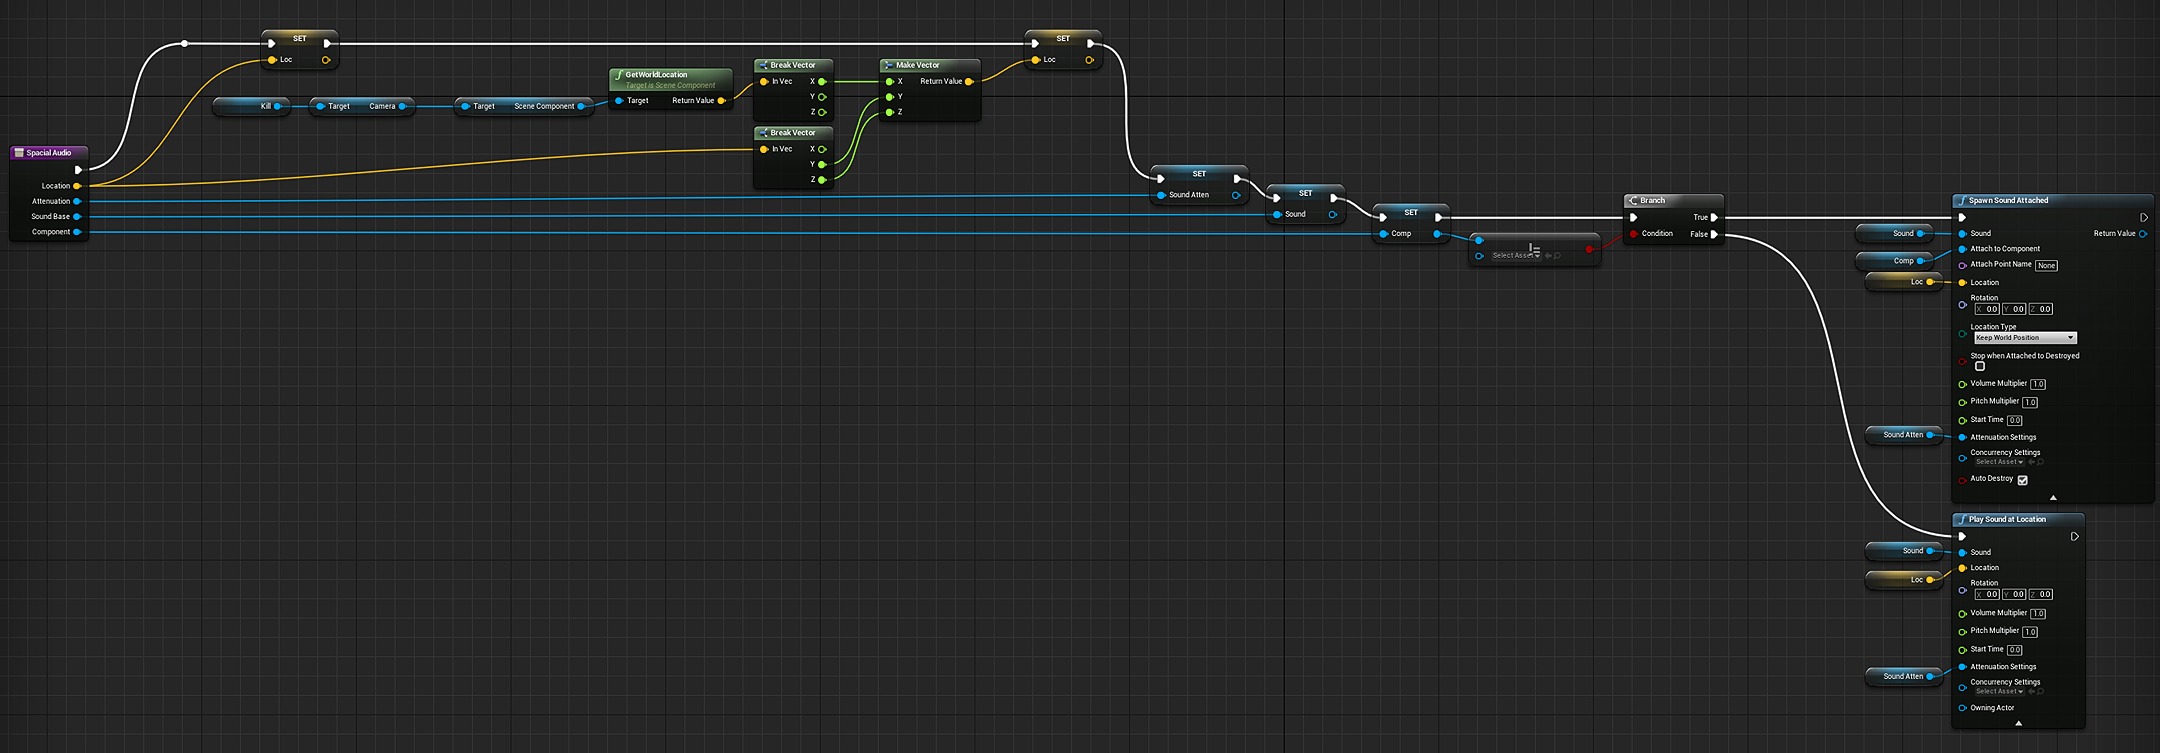 SET
Loc
SET
Loc
GetWorldLocation
Target is Scene Component
Target
Return Value
Kill
Target
Camera
Target
Scene Component
Break Vector
In Vec
X
Y
Z
Make Vector
X
Return Value
Y
Z
Break Vector
In Vec
X
Y
Z
Spacial Audio
Location
Attenuation
Sound Base
Component
SET
Sound Atten
SET
Sound
SET
Comp
!=
Select Asset
Branch
True
Condition
False
Spawn Sound Attached
Sound
Sound
Return Value
Comp
Attach to Component
Attach Point Name None
Loc
Location
Rotation
X 0.0 Y 0.0 Z 0.0
Location Type
Keep World Position
Stop when Attached to Destroyed
Volume Multiplier 1.0
Pitch Multiplier 1.0
Start Time 0.0
Sound Atten
Attenuation Settings
Concurrency Settings
Select Asset
Auto Destroy
Play Sound at Location
Sound
Sound
Loc
Location
Rotation
X 0.0 Y 0.0 Z 0.0
Volume Multiplier 1.0
Pitch Multiplier 1.0
Start Time 0.0
Sound Atten
Attenuation Settings
Concurrency Settings
Select Asset
Owning Actor